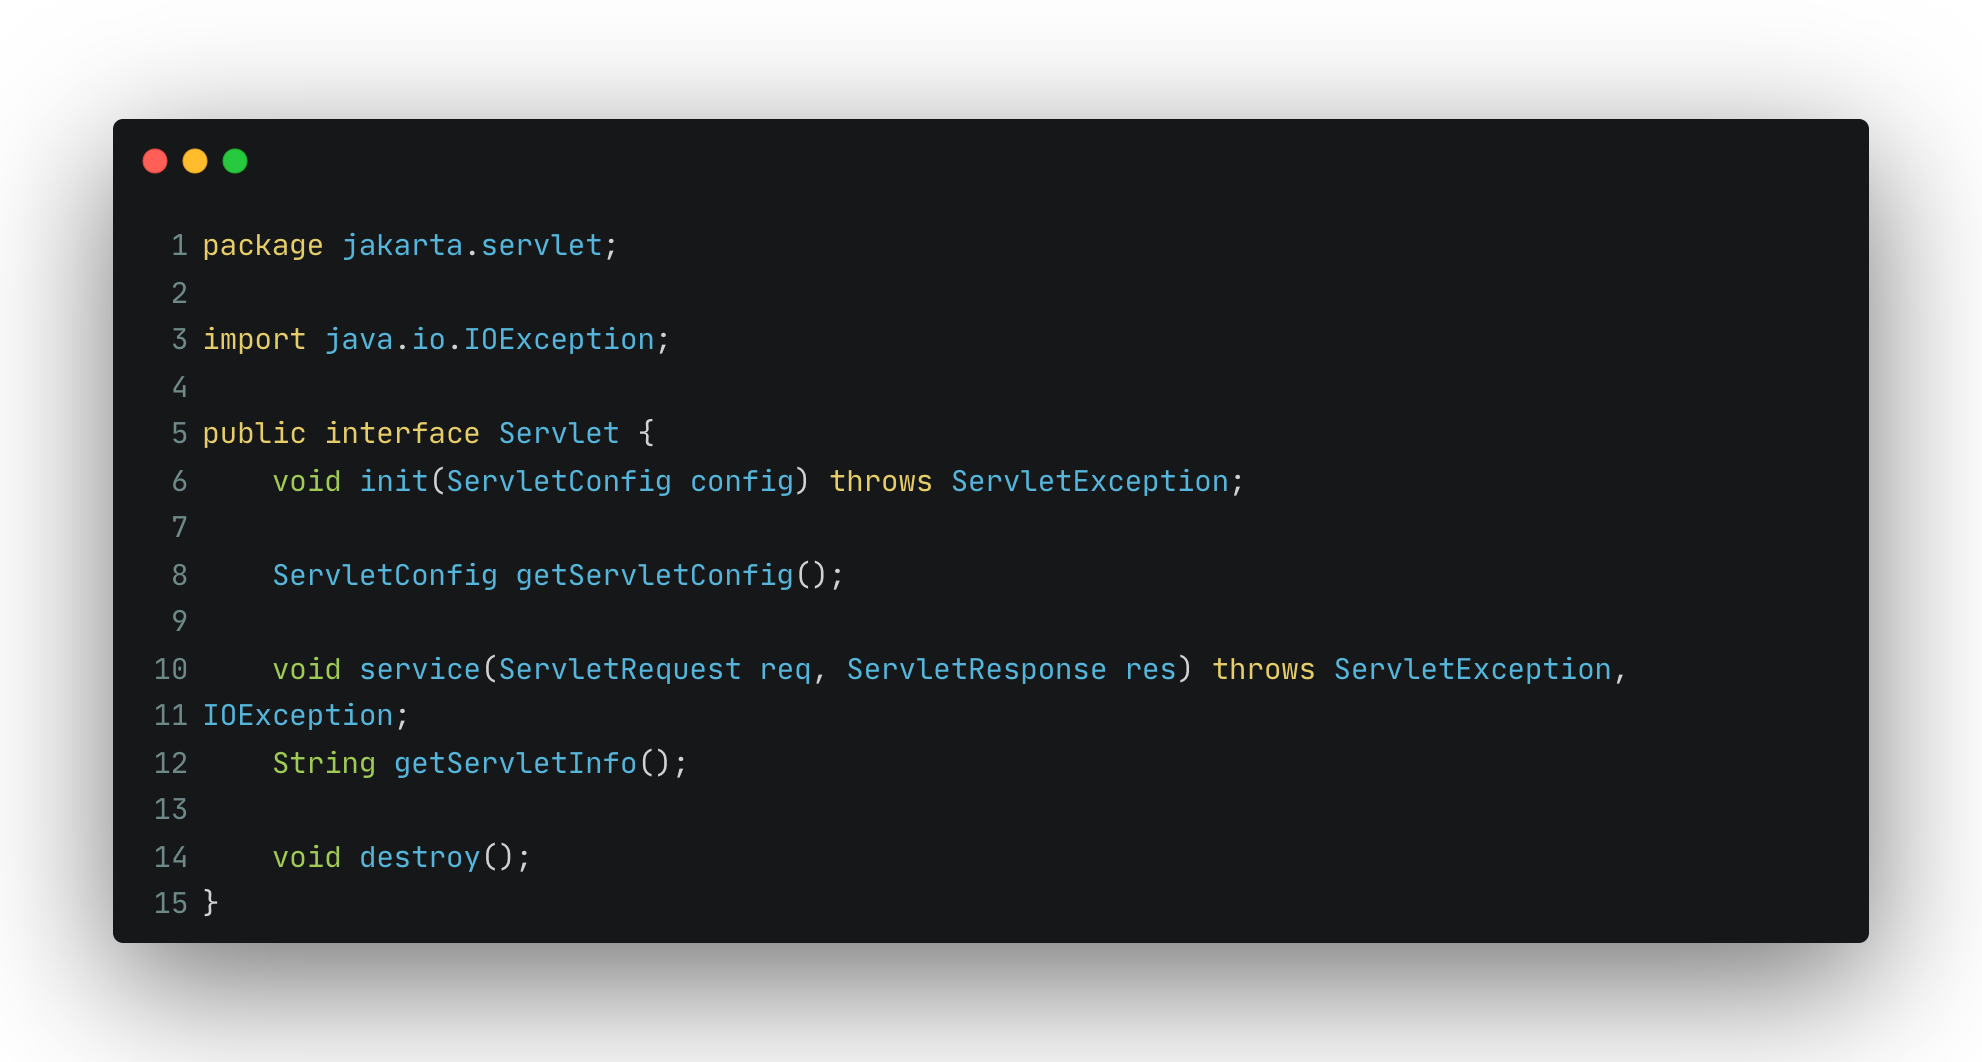 1 package jakarta.servlet;
2
3 import java.io.IOException;
4
5 public interface Servlet {
6     void init(ServletConfig config) throws ServletException;
7
8     ServletConfig getServletConfig();
9
10     void service(ServletRequest req, ServletResponse res) throws ServletException,
11 IOException;
12     String getServletInfo();
13
14     void destroy();
15 }